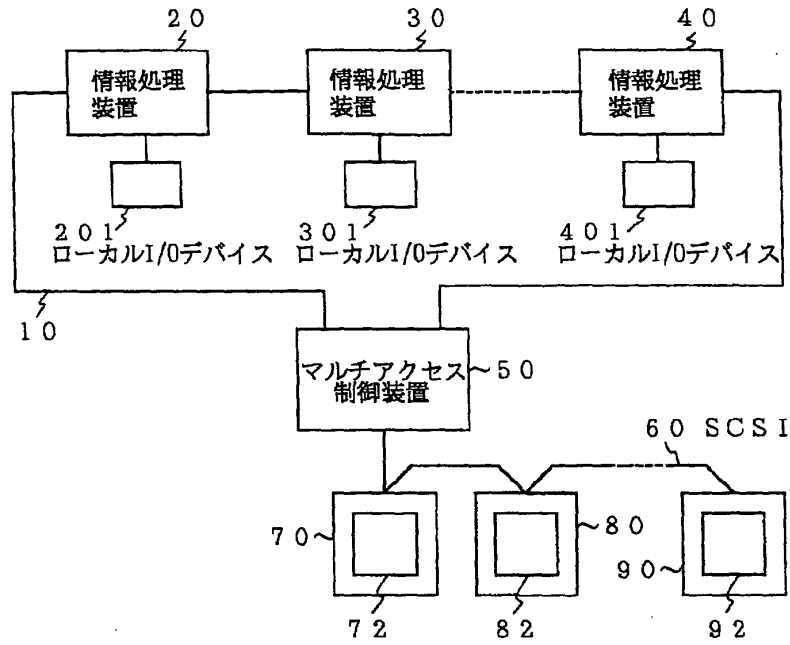 20
30
40
情報処理
装置
情報処理
装置
情報処理
装置
201
ローカルI/Oデバイス
301
ローカルI/Oデバイス
401
ローカルI/Oデバイス
10
マルチアクセス
制御装置
50
60 SCSI
70
80
90
72
82
92